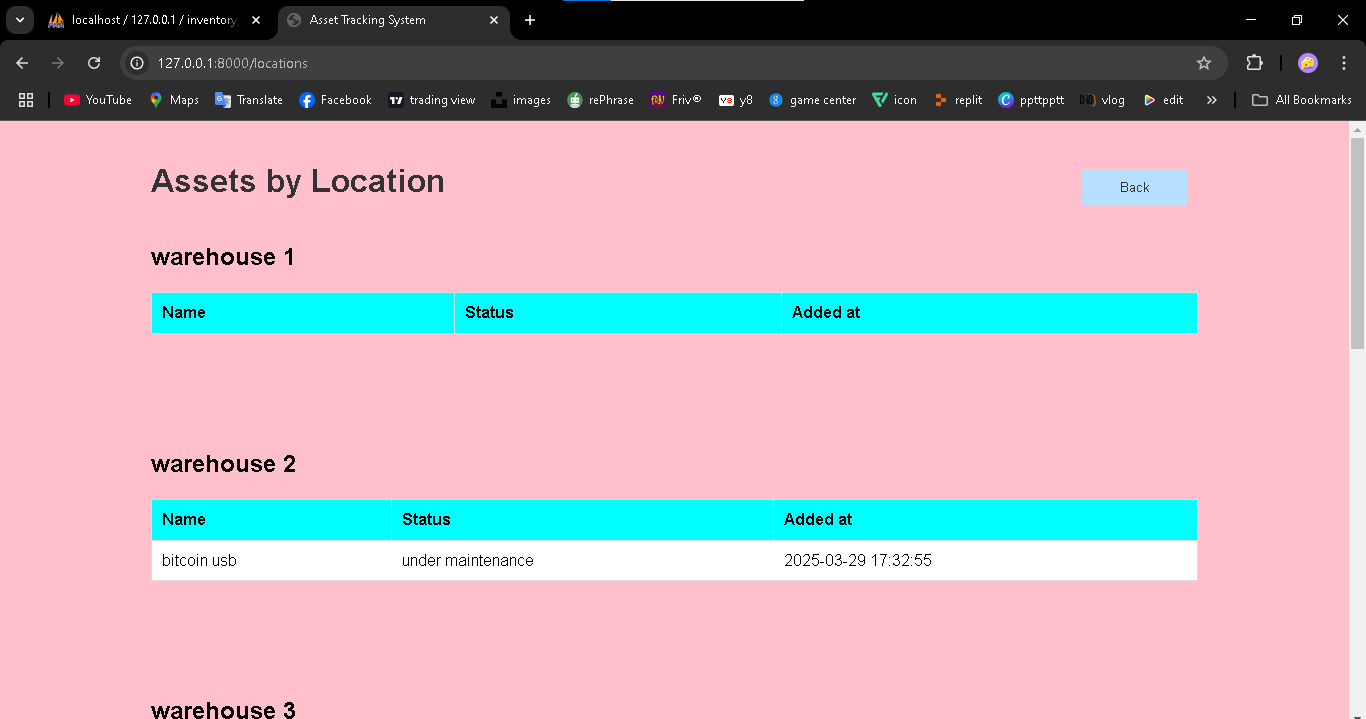 localhost / 127.0.0.1 / inventory
Asset Tracking System
127.0.0.1:8000/locations
YouTube Maps Translate Facebook trading view images rePhrase Friv® y8 game center icon replit ppttpptt vlog edit » All Bookmarks
Assets by Location
Back
warehouse 1
Name Status Added at
warehouse 2
Name Status Added at
bitcoin usb under maintenance 2025-03-29 17:32:55
warehouse 3